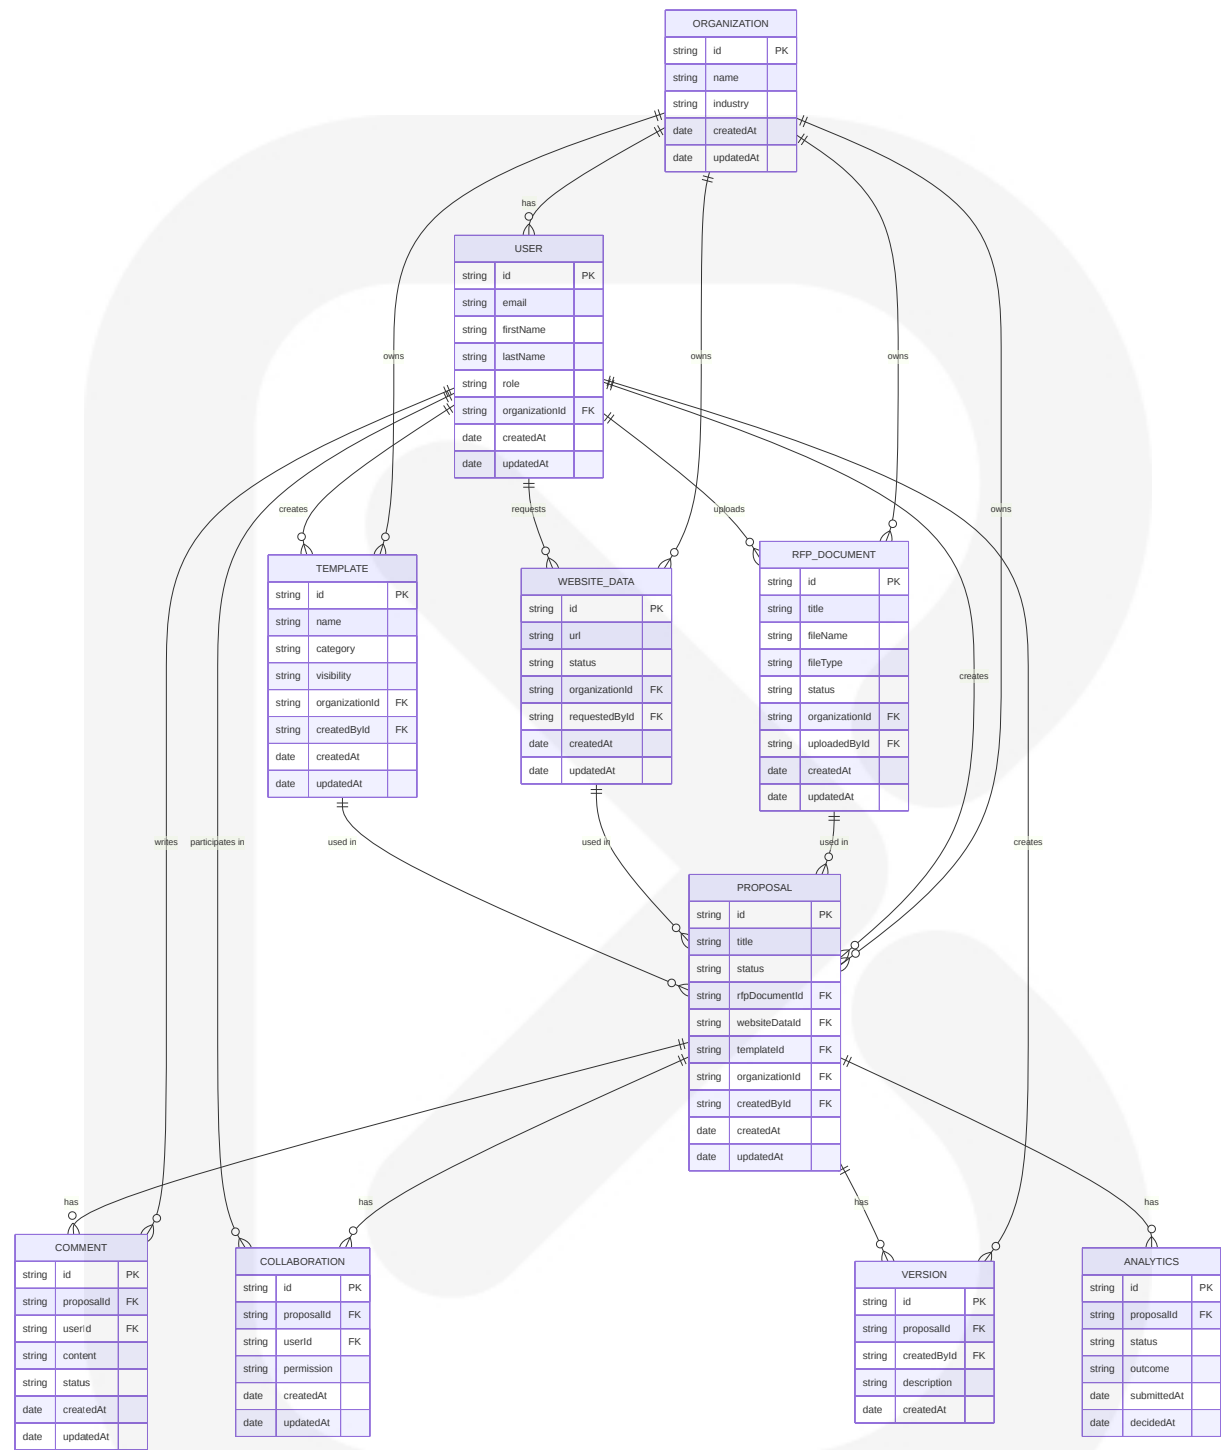 ORGANIZATION
string id PK
string name
string industry
date createdAt
date updatedAt
has
USER
string id PK
string email
string firstName
string lastName
string role
string organizationId FK
date createdAt
date updatedAt
owns
owns
owns
owns
creates
requests
uploads
creates
TEMPLATE
string id PK
string name
string category
string visibility
string organizationId FK
string createdById FK
date createdAt
date updatedAt
WEBSITE_DATA
string id PK
string url
string status
string organizationId FK
string requestedById FK
date createdAt
date updatedAt
RFP_DOCUMENT
string id PK
string title
string fileName
string fileType
string status
string organizationId FK
string uploadedById FK
date createdAt
date updatedAt
writes
participates in
used in
used in
used in
creates
PROPOSAL
string id PK
string title
string status
string rfpDocumentId FK
string websiteDataId FK
string templateId FK
string organizationId FK
string createdById FK
date createdAt
date updatedAt
has
has
has
has
COMMENT
string id PK
string proposalId FK
string userId FK
string content
string status
date createdAt
date updatedAt
COLLABORATION
string id PK
string proposalId FK
string userId FK
string permission
date createdAt
date updatedAt
VERSION
string id PK
string proposalId FK
string createdById FK
string description
date createdAt
ANALYTICS
string id PK
string proposalId FK
string status
string outcome
date submittedAt
date decidedAt